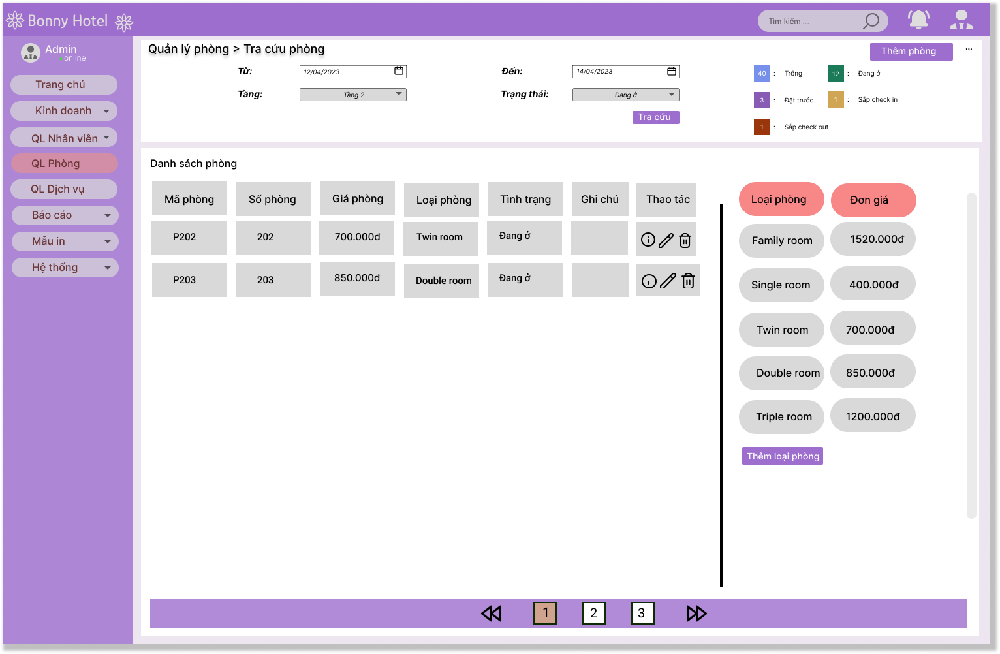 Bonny Hotel
Tìm kiếm ....
Admin
online
Trang chủ
Kinh doanh
QL Nhân viên
QL Phòng
QL Dịch vụ
Báo cáo
Mẫu in
Hệ thống
Quản lý phòng > Tra cứu phòng
Thêm phòng
...
Từ: 12/04/2023 Đến: 14/04/2023
Tầng: Tầng 2 Trạng thái: Đang ở
Tra cứu
40 : Trống 12 : Đang ở
3 : Đặt trước 1 : Sắp check in
1 : Sắp check out
Danh sách phòng
Mã phòng Số phòng Giá phòng Loại phòng Tình trạng Ghi chú Thao tác
P202 202 700.000đ Twin room Đang ở
P203 203 850.000đ Double room Đang ở
Loại phòng Đơn giá
Family room 1520.000đ
Single room 400.000đ
Twin room 700.000đ
Double room 850.000đ
Triple room 1200.000đ
Thêm loại phòng
1 2 3